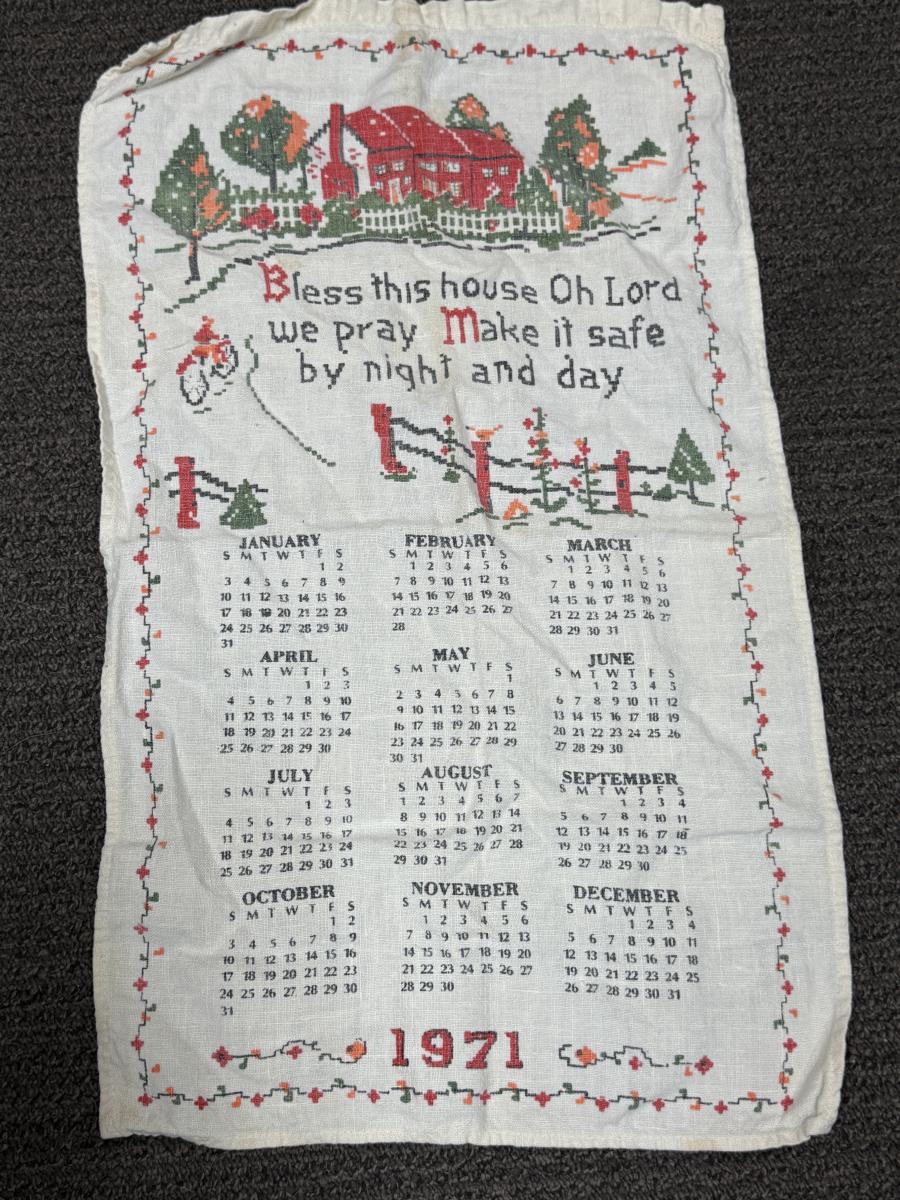 Bless this house Oh Lord
we pray Make it safe
by night and day
JANUARY
S M T W T F S
1 2
3 4 5 6 7 8 9
10 11 12 13 14 15 16
17 18 19 20 21 22 23
24 25 26 27 28 29 30
31
FEBRUARY
S M T W T F S
1 2 3 4 5 6
7 8 9 10 11 12 13
14 15 16 17 18 19 20
21 22 23 24 25 26 27
28
MARCH
S M T W T F S
1 2 3 4 5 6
7 8 9 10 11 12 13
14 15 16 17 18 19 20
21 22 23 24 25 26 27
28 29 30 31
APRIL
S M T W T F S
1 2 3
4 5 6 7 8 9 10
11 12 13 14 15 16 17
18 19 20 21 22 23 24
25 26 27 28 29 30
MAY
S M T W T F S
1
2 3 4 5 6 7 8
9 10 11 12 13 14 15
16 17 18 19 20 21 22
23 24 25 26 27 28 29
30 31
JUNE
S M T W T F S
1 2 3 4 5
6 7 8 9 10 11 12
13 14 15 16 17 18 19
20 21 22 23 24 25 26
27 28 29 30
JULY
S M T W T F S
1 2 3
4 5 6 7 8 9 10
11 12 13 14 15 16 17
18 19 20 21 22 23 24
25 26 27 28 29 30 31
AUGUST
S M T W T F S
1 2 3 4 5 6 7
8 9 10 11 12 13 14
15 16 17 18 19 20 21
22 23 24 25 26 27 28
29 30 31
SEPTEMBER
S M T W T F S
1 2 3 4
5 6 7 8 9 10 11
12 13 14 15 16 17 18
19 20 21 22 23 24 25
26 27 28 29 30
OCTOBER
S M T W T F S
1 2
3 4 5 6 7 8 9
10 11 12 13 14 15 16
17 18 19 20 21 22 23
24 25 26 27 28 29 30
31
NOVEMBER
S M T W T F S
1 2 3 4 5 6
7 8 9 10 11 12 13
14 15 16 17 18 19 20
21 22 23 24 25 26 27
28 29 30
DECEMBER
S M T W T F S
1 2 3 4
5 6 7 8 9 10 11
12 13 14 15 16 17 18
19 20 21 22 23 24 25
26 27 28 29 30 31
1971